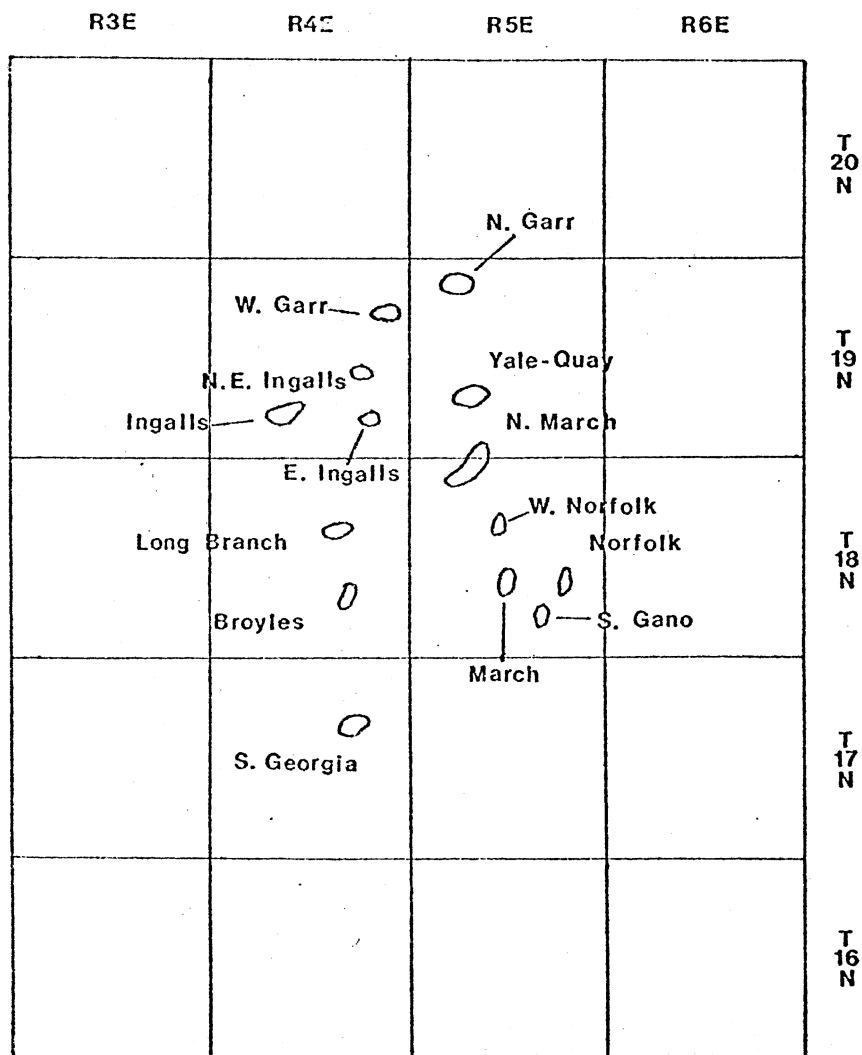 R3E R4E R5E R6E
T
20
N
N. Garr
W. Garr
T
19
N
Yale-Quay
N.E. Ingalls
Ingalls
N. March
E. Ingalls
W. Norfolk
Long Branch
Norfolk
T
18
N
Broyles
S. Gano
March
S. Georgia
T
17
N
T
16
N